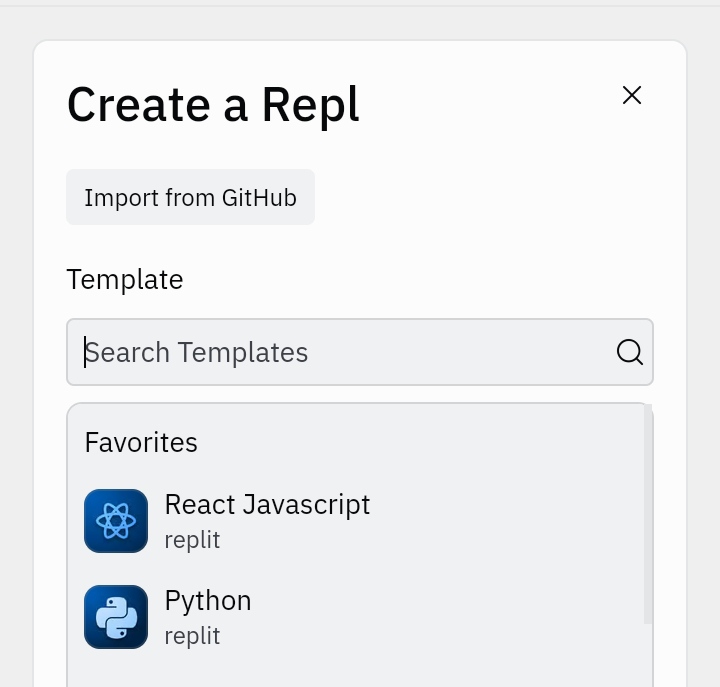 Create a Repl
Import from GitHub
Template
Search Templates
Favorites
React Javascript
replit
Python
replit